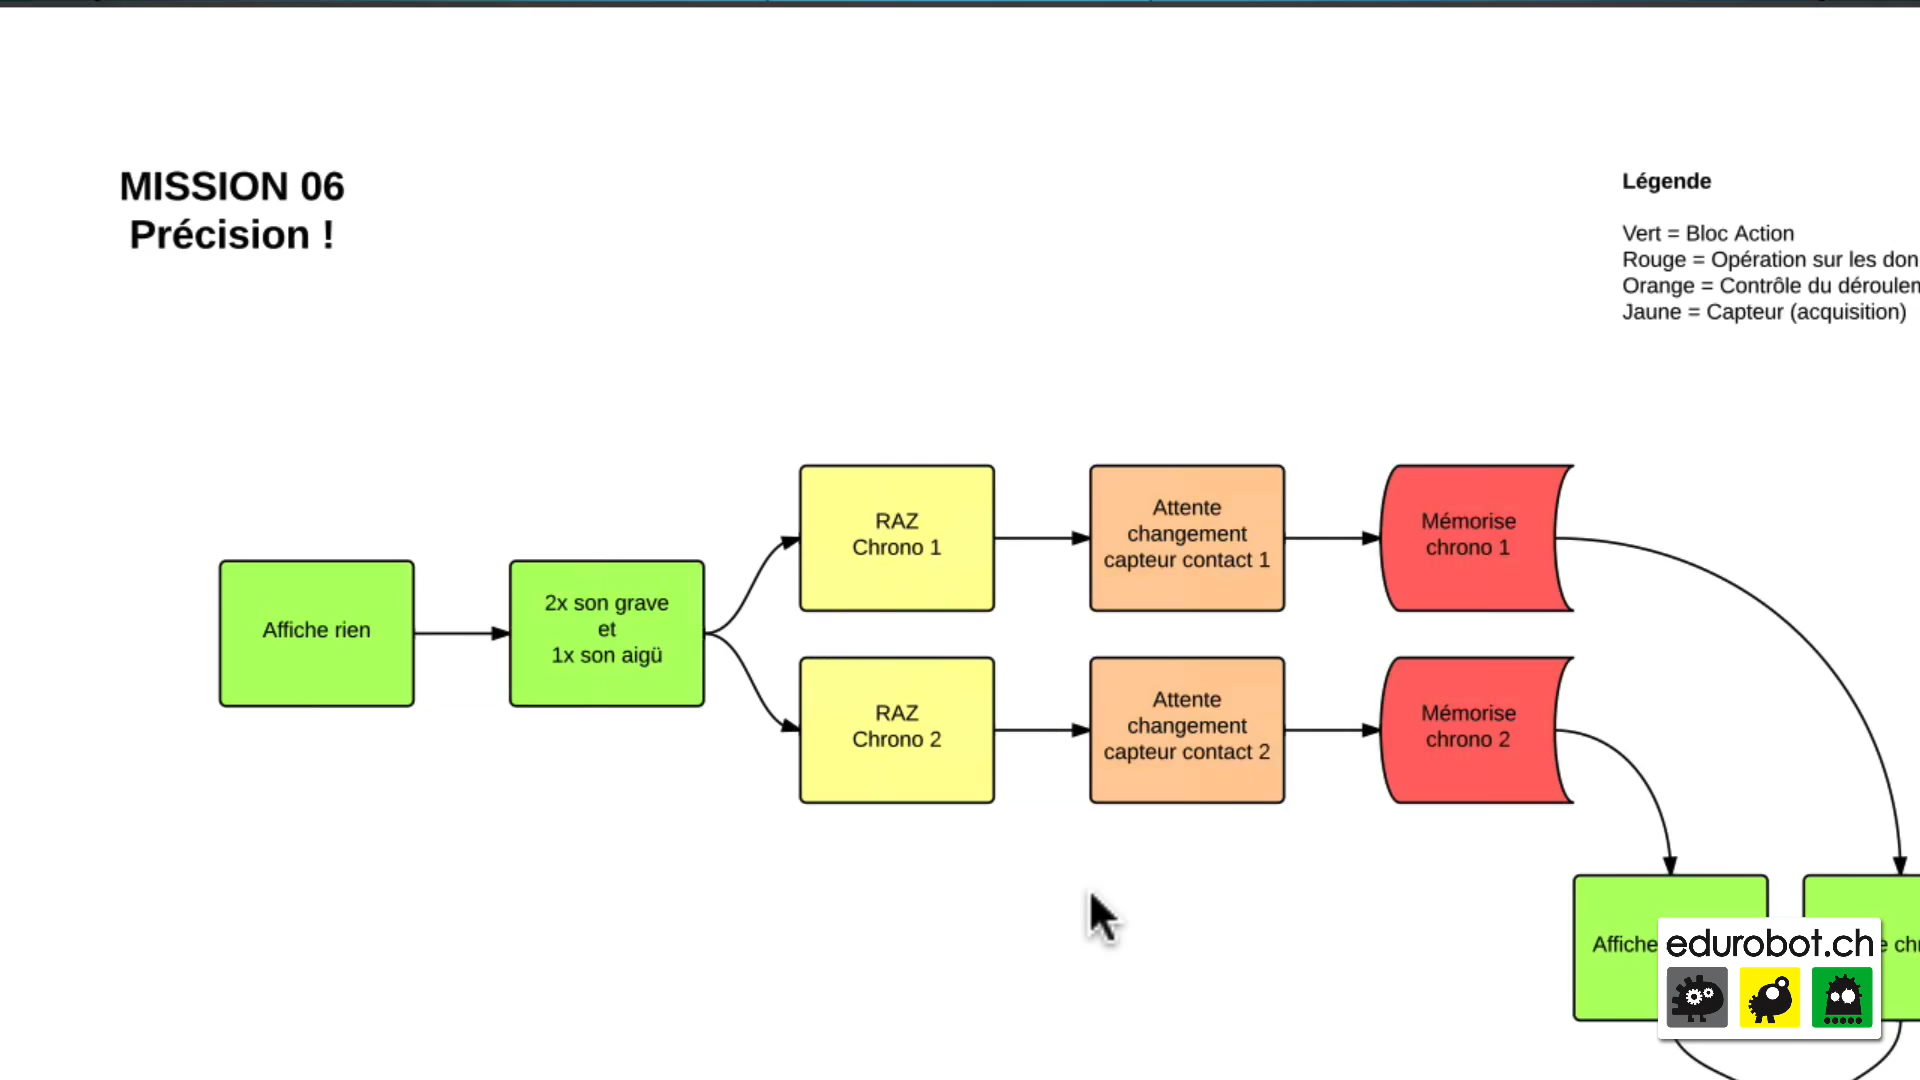 MISSION 06
Précision !
Légende
Vert = Bloc Action
Rouge = Opération sur les
Orange = Contrôle du
Jaune = Capteur (acquisition)
RAZ
Chrono 1
Attente
changement
capteur contact 1
Mémorise
chrono 1
Affiche rien
2x son grave
et
1x son aigü
RAZ
Chrono 2
Attente
changement
capteur contact 2
Mémorise
chrono 2
Affiche
edurobot.ch